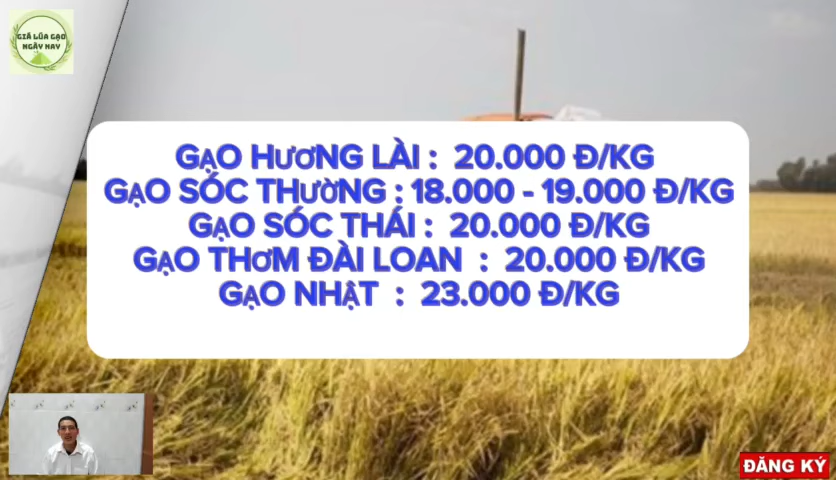 GIÁ LÚA GẠO
NGÀY NAY
GẠO HƯƠNG LÀI : 20.000 Đ/KG
GẠO SÓC THƯỜNG : 18.000 - 19.000 Đ/KG
GẠO SÓC THÁI : 20.000 Đ/KG
GẠO THƠM ĐÀI LOAN : 20.000 Đ/KG
GẠO NHẬT : 23.000 Đ/KG
ĐĂNG KÝ